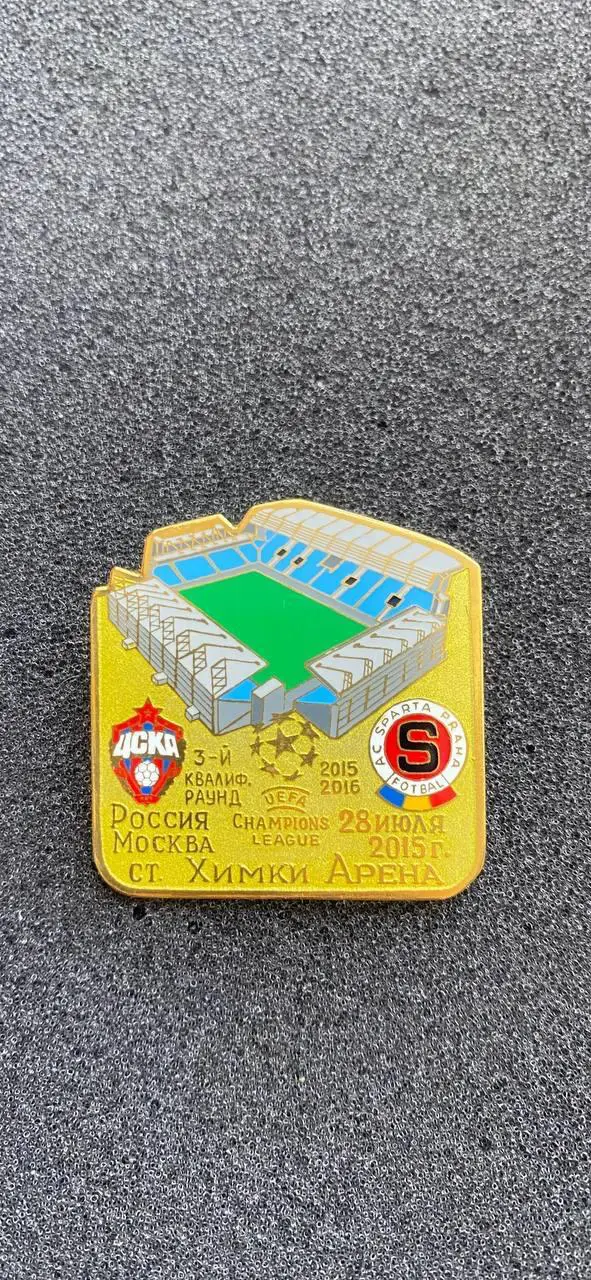 ЦСКА
3-Й
КВАЛИФ.
РАУНД
2015
2016
AC SPARTA PRAHA
S
FOTBAL
UEFA
CHAMPIONS
LEAGUE
РОССИЯ
МОСКВА
28 ИЮЛЯ
2015 г.
СТ. ХИМКИ АРЕНА